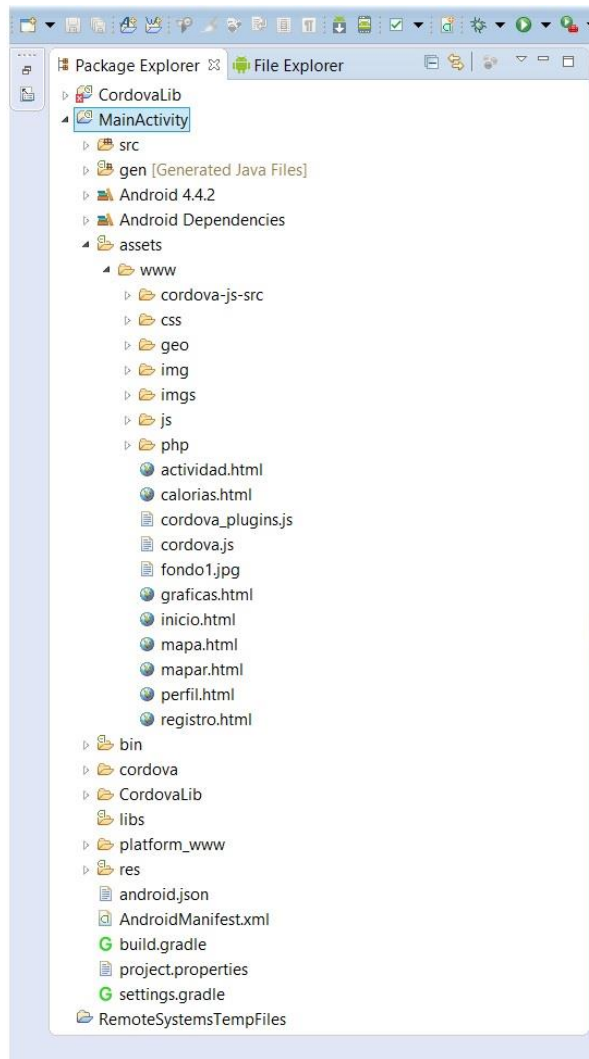 Package Explorer File Explorer
CordovaLib
MainActivity
src
gen [Generated Java Files]
Android 4.4.2
Android Dependencies
assets
www
cordova-js-src
css
geo
img
imgs
js
php
actividad.html
calorias.html
cordova_plugins.js
cordova.js
fondo1.jpg
graficas.html
inicio.html
mapa.html
mapar.html
perfil.html
registro.html
bin
cordova
CordovaLib
libs
platform_www
res
android.json
AndroidManifest.xml
G build.gradle
project.properties
G settings.gradle
RemoteSystemsTempFiles